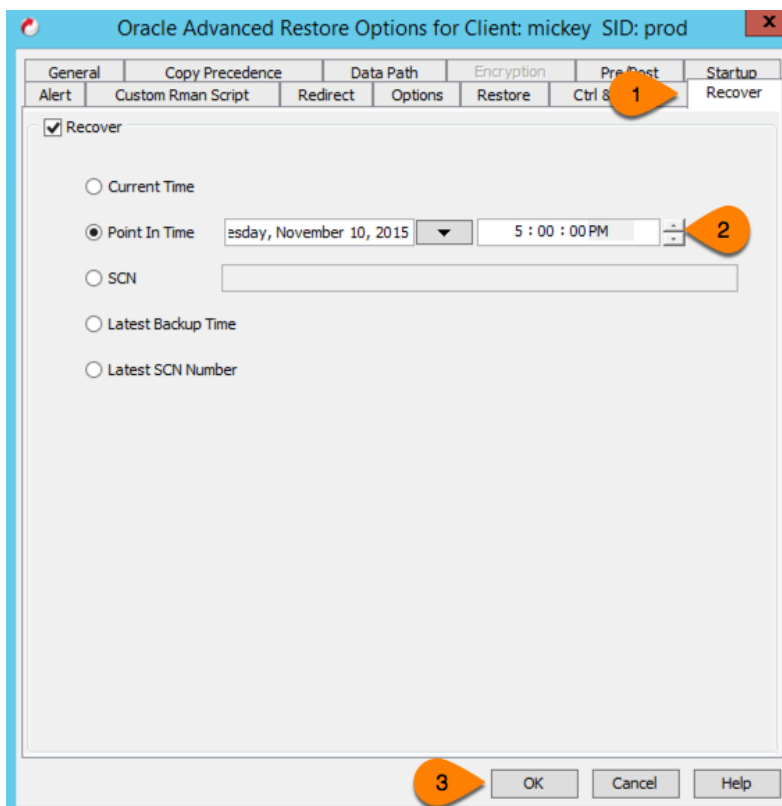 Oracle Advanced Restore Options for Client: mickey SID: prod
x
General Copy Precedence Data Path Encryption Pre/Post Startup
Alert Custom Rman Script Redirect Options Restore Ctrl & 1 Recover
Recover
Current Time
Point In Time esday, November 10, 2015 5 : 00 : 00 PM 2
SCN
Latest Backup Time
Latest SCN Number
3 OK Cancel Help